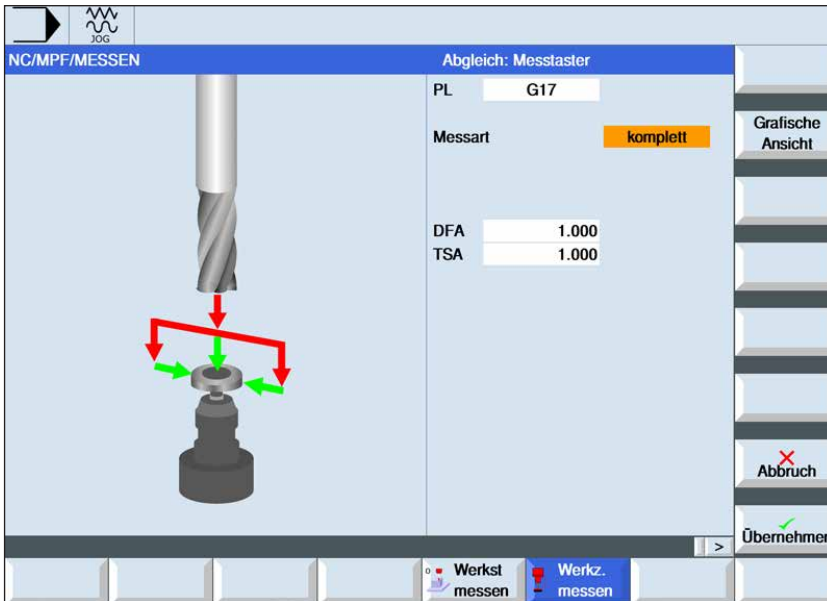 JOG
NC/MPF/MESSEN
Abgleich: Messtaster
PL G17
Grafische
Ansicht
Messart komplett
DFA 1.000
TSA 1.000
Abbruch
Übernehmen
>
Werkst
messen
Werkz.
messen